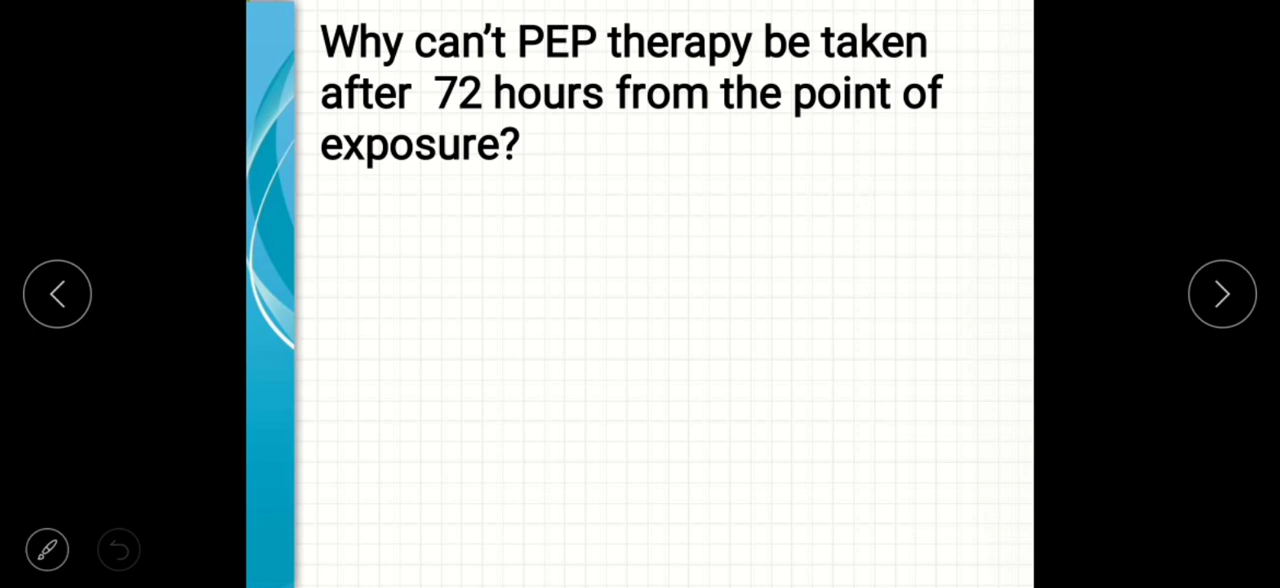 Why can’t PEP therapy be taken
after  72 hours from the point of
exposure?